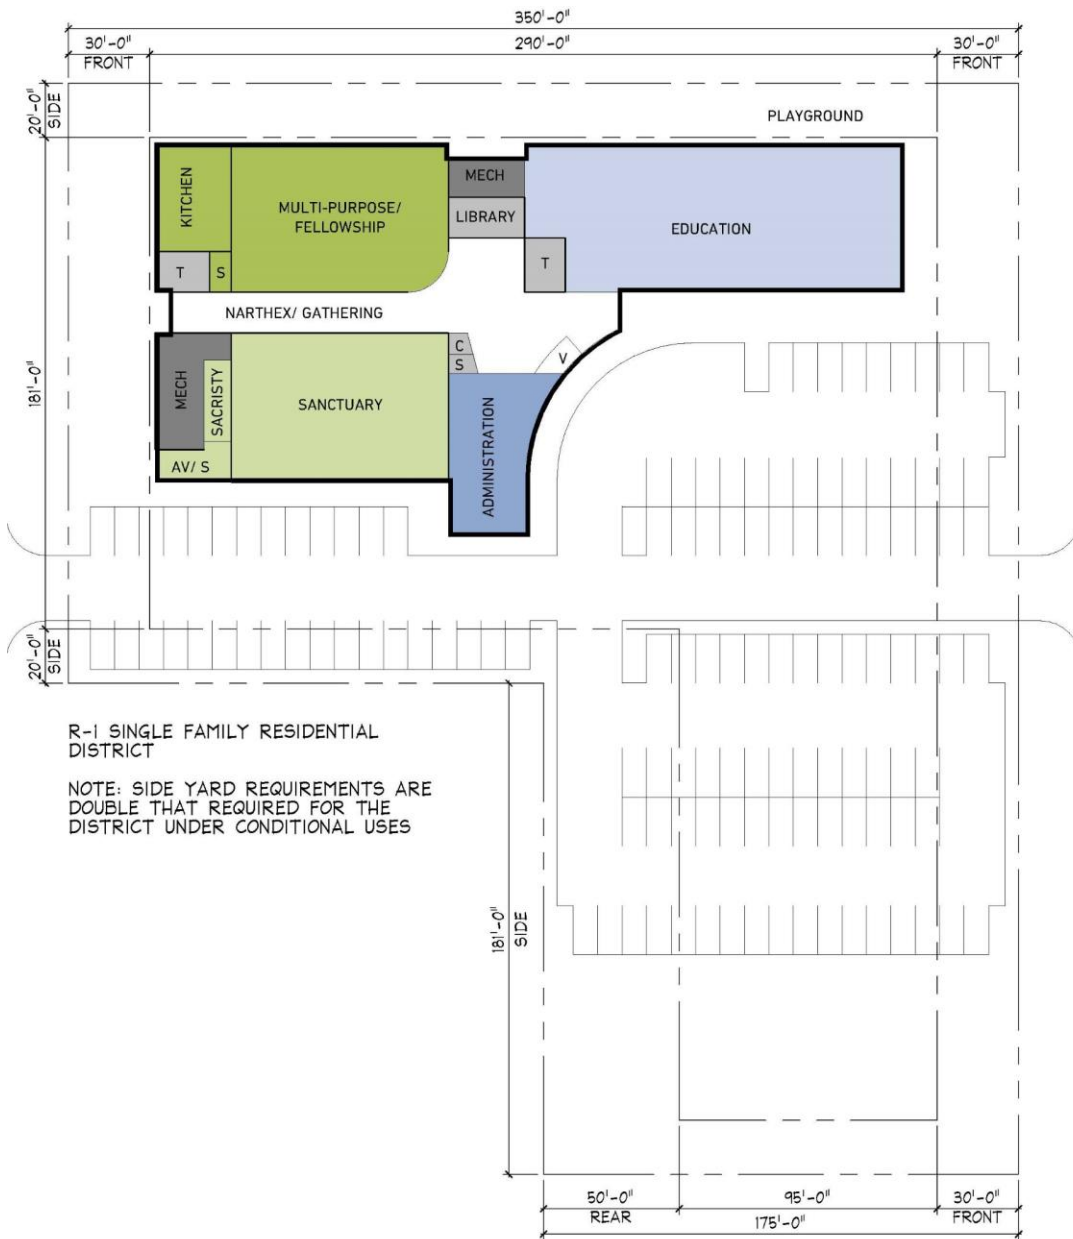 350'-0"
30'-0"
290'-0"
30'-0"
FRONT
FRONT
20'-0"
SIDE
PLAYGROUND
KITCHEN
MULTI-PURPOSE/
FELLOWSHIP
MECH
LIBRARY
EDUCATION
T
S
T
NARTHEX/ GATHERING
C
S
V
181'-0"
MECH
SACRISTY
SANCTUARY
AV/ S
ADMINISTRATION
20'-0"
SIDE
R-1 SINGLE FAMILY RESIDENTIAL
DISTRICT
NOTE: SIDE YARD REQUIREMENTS ARE
DOUBLE THAT REQUIRED FOR THE
DISTRICT UNDER CONDITIONAL USES
181'-0"
SIDE
50'-0"
95'-0"
30'-0"
REAR
FRONT
175'-0"